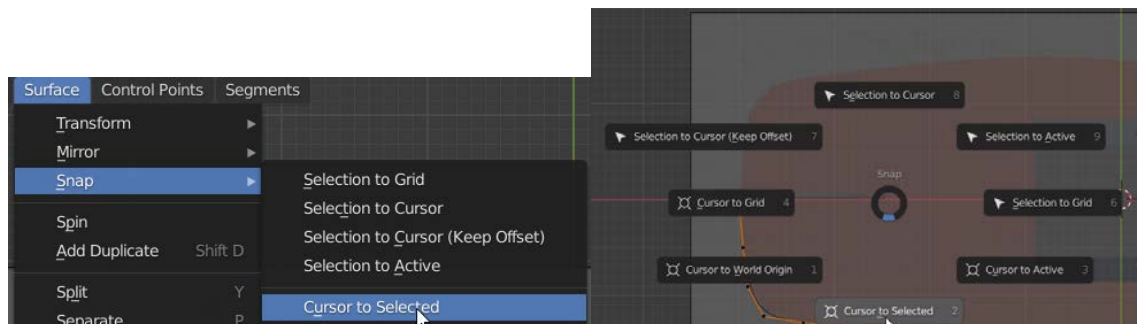 Surface Control Points Segments
Transform
Mirror
Snap
Spin
Add Duplicate Shift D
Split Y
Separate P
Selection to Grid
Selection to Cursor
Selection to Cursor (Keep Offset)
Selection to Active
Cursor to Selected
Selection to Cursor 8
Selection to Cursor (Keep Offset) 7
Selection to Active 9
Snap
Cursor to Grid 4
Selection to Grid 6
Cursor to World Origin 1
Cursor to Active 3
Cursor to Selected 2